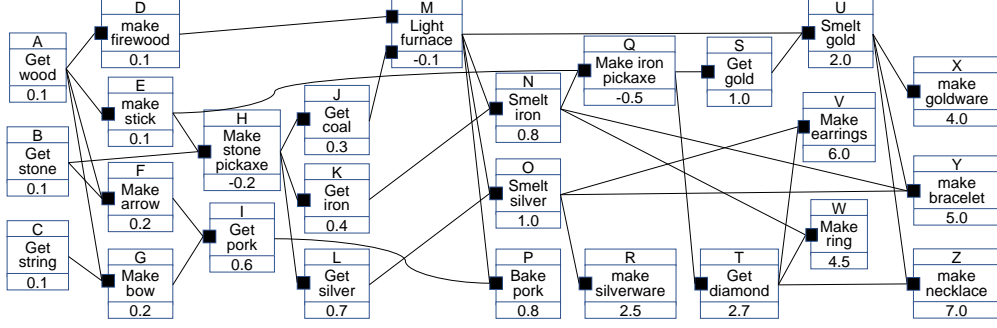 A
Get
wood
0.1
B
Get
stone
0.1
C
Get
string
0.1
D
make
firewood
0.1
E
make
stick
0.1
F
Make
arrow
0.2
G
Make
bow
0.2
H
Make
stone
pickaxe
-0.2
I
Get
pork
0.6
J
Get
coal
0.3
K
Get
iron
0.4
L
Get
silver
0.7
M
Light
furnace
-0.1
N
Smelt
iron
0.8
O
Smelt
silver
1.0
P
Bake
pork
0.8
Q
Make iron
pickaxe
-0.5
R
make
silverware
2.5
S
Get
gold
1.0
T
Get
diamond
2.7
U
Smelt
gold
2.0
V
Make
earrings
6.0
W
Make
ring
4.5
X
make
goldware
4.0
Y
make
bracelet
5.0
Z
make
necklace
7.0